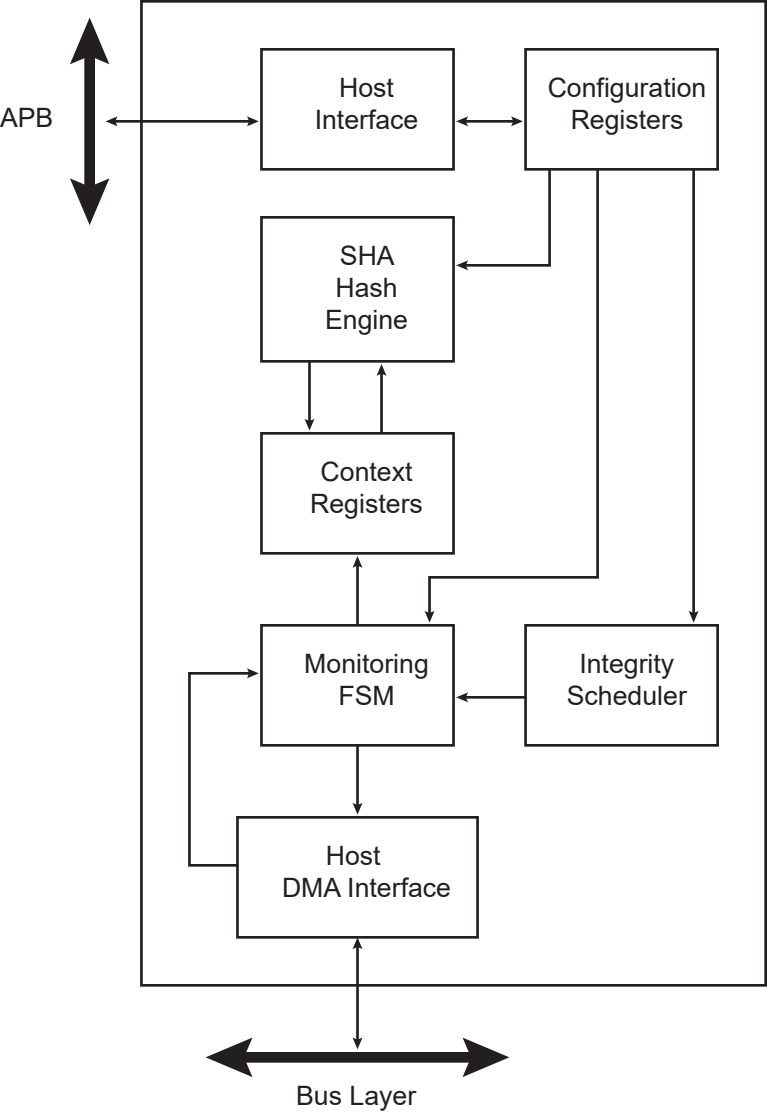 APB
Host
Interface
Configuration
Registers
SHA
Hash
Engine
Context
Registers
Monitoring
FSM
Integrity
Scheduler
Host
DMA Interface
Bus Layer